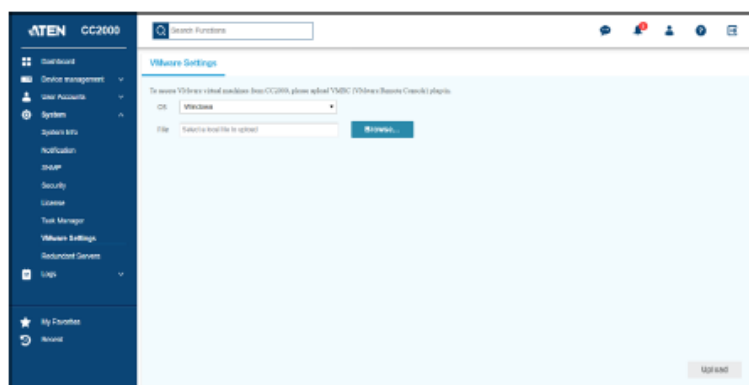 ATEN CC2000
Search Functions
Dashboard
Device management
User Accounts
System
System Info
Notification
SNMP
Security
License
Task Manager
VMware Settings
Redundant Servers
Logs
My Favorites
Recent
VMware Settings
To access VMware virtual machines from CC2000, please upload VMRC (VMware Remote Console) plug-in.
OS Windows
File Select a local file to upload Browse...
Upload